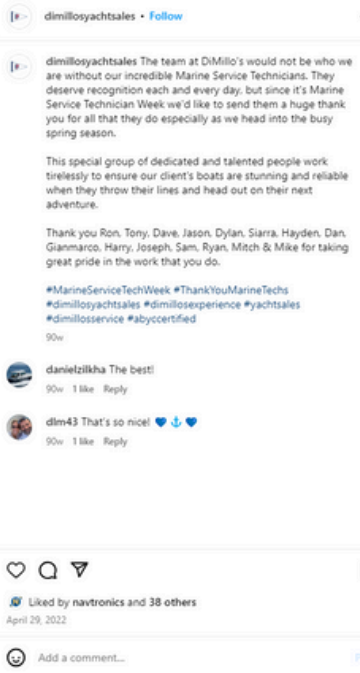 dimillosyachtsales • Follow
dimillosyachtsales The team at DiMillo's would not be who we
are without our incredible Marine Service Technicians. They
deserve recognition each and every day, but since it's Marine
Service Technician Week we'd like to send them a huge thank
you for all that they do especially as we head into the busy
spring season.
This special group of dedicated and talented people work
tirelessly to ensure our client's boats are stunning and reliable
when they throw their lines and head out on their next
adventure.
Thank you Ron, Tony, Dave, Jason, Dylan, Siarra, Hayden, Dan,
Gianmarco, Harry, Joseph, Sam, Ryan, Mitch & Mike for taking
great pride in the work that you do.
#MarineServiceTechWeek #ThankYouMarineTechs
#dimillosyachtsales #dimillosexperience #yachtsales
#dimillosservice #abyccertified
90w
danielzilkha The best!
90w 1 like Reply
dlm43 That's so nice! 💙⚓💙
90w 1 like Reply
Liked by navtronics and 38 others
April 29, 2022
Add a comment...